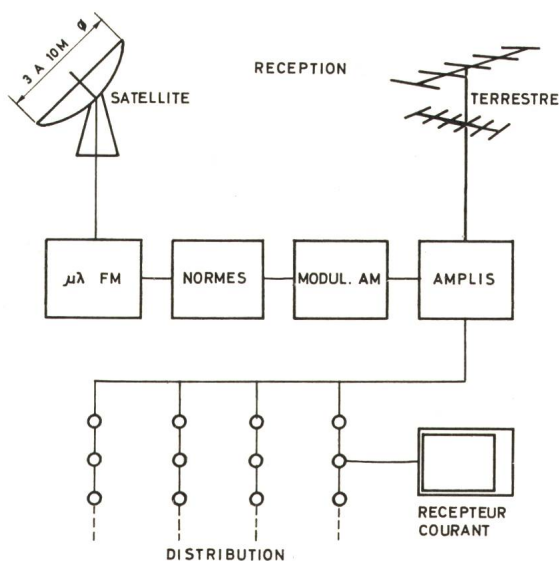 3 A 10M Ø
SATELLITE
RECEPTION
TERRESTRE
μλ FM
NORMES
MODUL. AM
AMPLIS
RECEPTEUR
COURANT
DISTRIBUTION